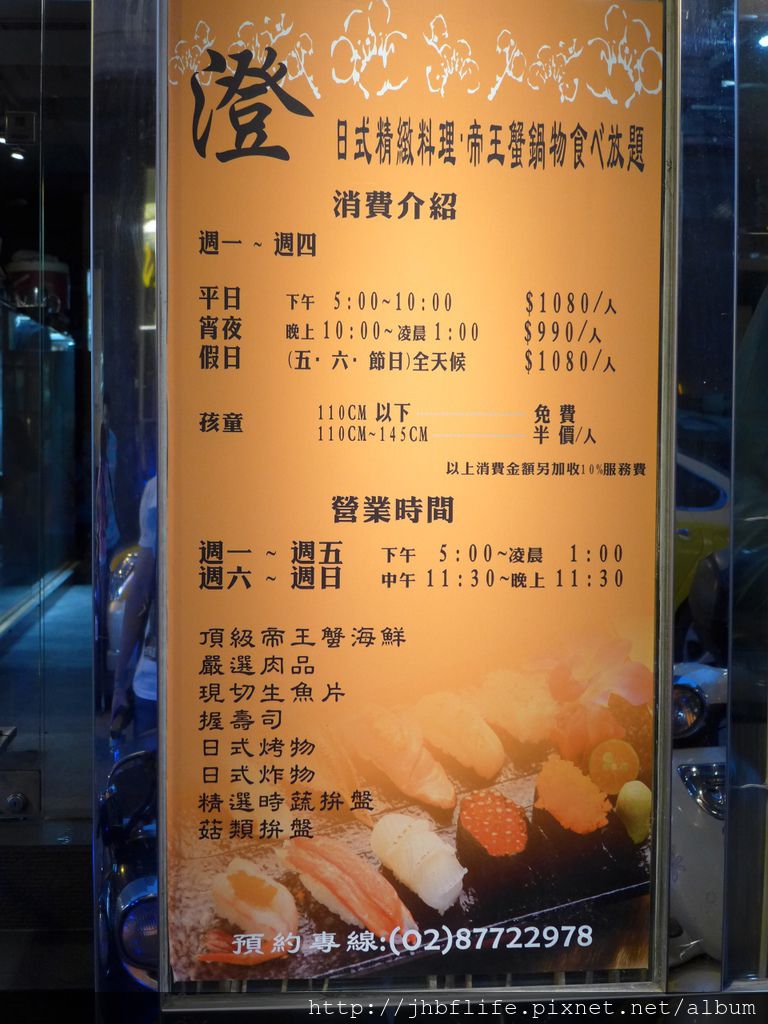 澄
日式精緻料理·帝王蟹鍋物食べ放題
消費介紹
週一 ~ 週四
平日 下午 5:00~10:00 $1080/人
宵夜 晚上10:00~凌晨1:00 $990/人
假日 (五·六·節日)全天候 $1080/人
孩童 110CM 以下 免費
110CM~145CM 半價/人
以上消費金額另加收10%服務費
營業時間
週一 ~ 週五 下午 5:00~凌晨 1:00
週六 ~ 週日 中午 11:30~晚上 11:30
頂級帝王蟹海鮮
嚴選肉品
現切生魚片
握壽司
日式烤物
日式炸物
精選時蔬拼盤
菇類拼盤
預約專線:(02)87722978
http://jhbflife.pixnet.net/album